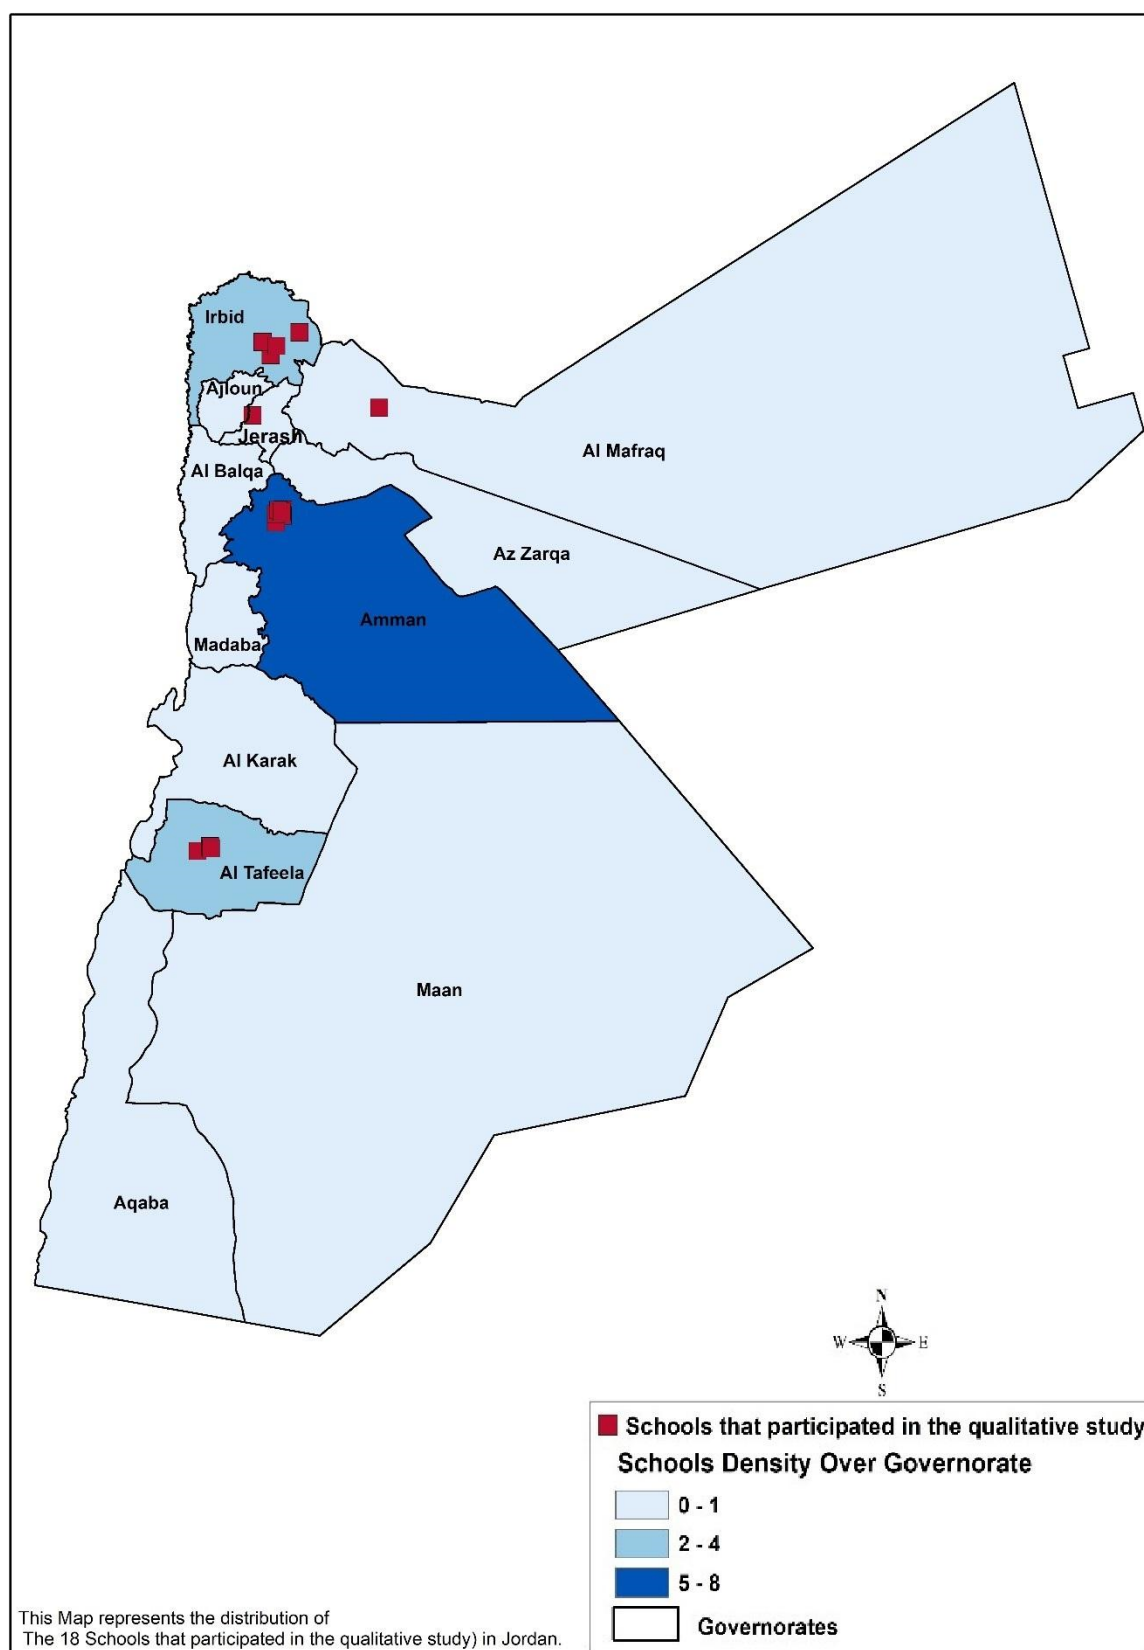 Irbid
Ajloun
Jerash
Al Balqa
Al Mafraq
Az Zarqa
Amman
Madaba
Al Karak
Al Tafeela
Maan
Aqaba
N
W E
S
Schools that participated in the qualitative study
Schools Density Over Governorate
0 - 1
2 - 4
5 - 8
Governorates
This Map represents the distribution of
The 18 Schools that participated in the qualitative study) in Jordan.